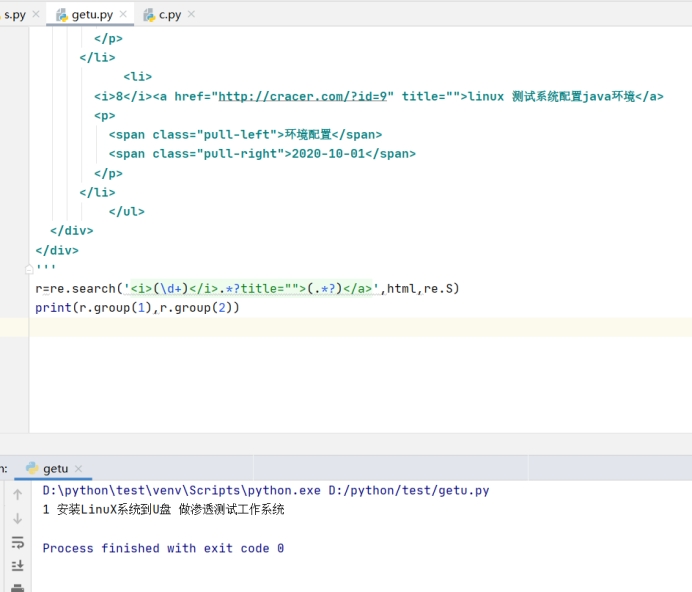 s.py
getu.py
c.py
</p>
</li>
<li>
<i>8</i><a href="http://cracer.com/?id=9" title="">linux 测试系统配置java环境</a>
<p>
<span class="pull-left">环境配置</span>
<span class="pull-right">2020-10-01</span>
</p>
</li>
</ul>
</div>
</div>
'''
r=re.search('<i>(\d+)</i>.*?title="">(.*?)</a>',html,re.S)
print(r.group(1),r.group(2))
n:
getu
D:\python\test\venv\Scripts\python.exe D:/python/test/getu.py
1 安装LinuX系统到U盘 做渗透测试工作系统
Process finished with exit code 0